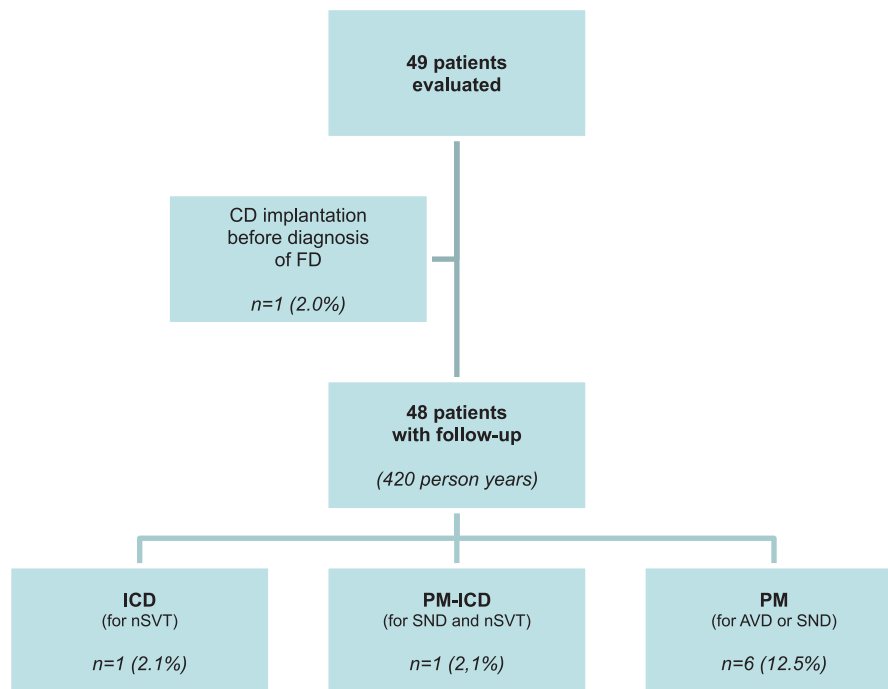 49 patients
evaluated
CD implantation
before diagnosis
of FD
n=1 (2.0%)
48 patients
with follow-up
(420 person years)
ICD
(for nSVT)
n=1 (2.1%)
PM-ICD
(for SND and nSVT)
n=1 (2,1%)
PM
(for AVD or SND)
n=6 (12.5%)